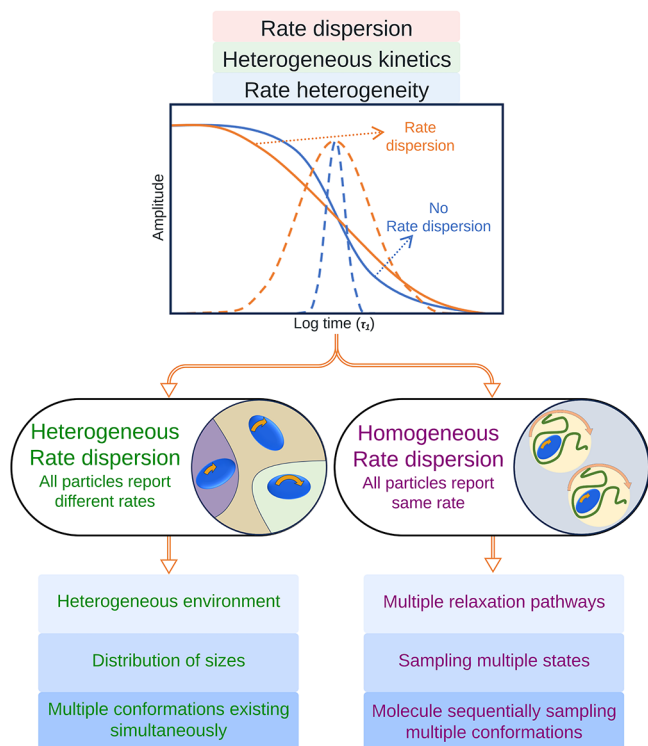 Rate dispersion
Heterogeneous kinetics
Rate heterogeneity
Amplitude
Rate
dispersion
No
Rate dispersion
Log time (τ₁)
Heterogeneous
Rate dispersion
All particles report
different rates
Homogeneous
Rate dispersion
All particles report
same rate
Heterogeneous environment
Distribution of sizes
Multiple conformations existing
simultaneously
Multiple relaxation pathways
Sampling multiple states
Molecule sequentially sampling
multiple conformations